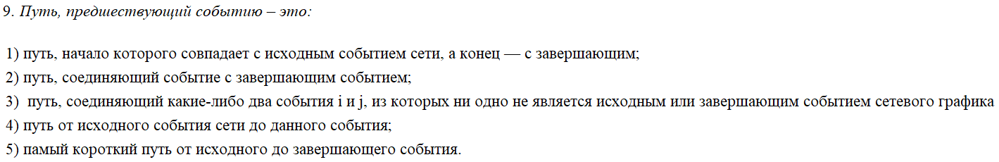 9. Путь, предшествующий событию – это:
1) путь, начало которого совпадает с исходным событием сети, а конец — с завершающим;
2) путь, соединяющий событие с завершающим событием;
3) путь, соединяющий какие-либо два события i и j, из которых ни одно не является исходным или завершающим событием сетевого графика
4) путь от исходного события сети до данного события;
5) памый короткий путь от исходного до завершающего события.